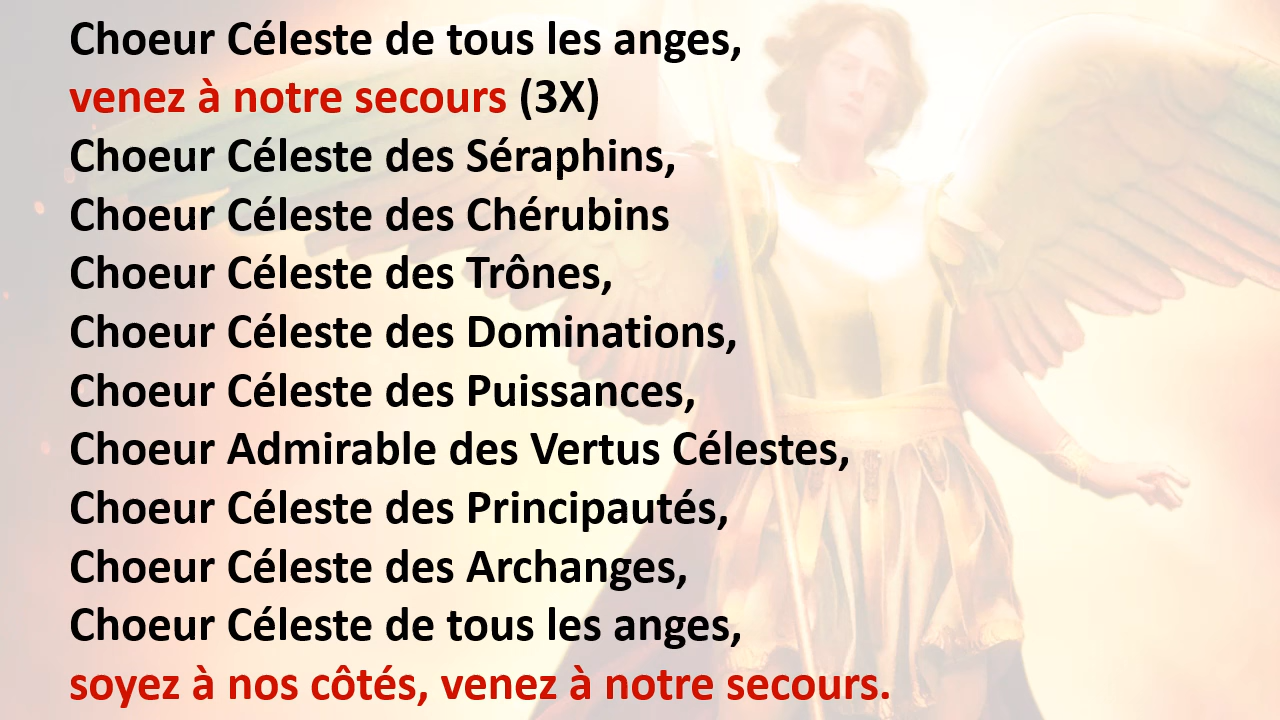 Choeur Céleste de tous les anges,
venez à notre secours (3X)
Choeur Céleste des Séraphins,
Choeur Céleste des Chérubins
Choeur Céleste des Trônes,
Choeur Céleste des Dominations,
Choeur Céleste des Puissances,
Choeur Admirable des Vertus Célestes,
Choeur Céleste des Principautés,
Choeur Céleste des Archanges,
Choeur Céleste de tous les anges,
soyez à nos côtés, venez à notre secours.